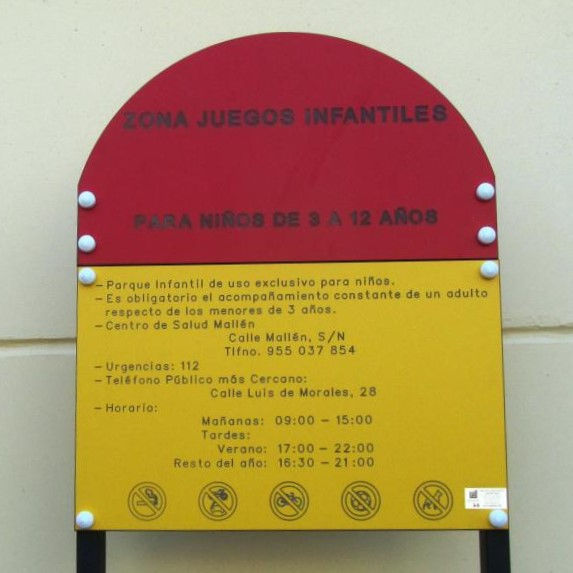 ZONA JUEGOS INFANTILES
PARA NIÑOS DE 3 A 12 AÑOS
- Parque Infantil de uso exclusivo para niños.
- Es obligatorio el acompañamiento constante de un adulto
respecto de los menores de 3 años.
- Centro de Salud Mallén
Calle Mallén, S/N
Tlfno. 955 037 854
- Urgencias: 112
- Teléfono Público más Cercano:
Calle Luis de Morales, 28
- Horario:
Mañanas: 09:00 - 15:00
Tardes:
Verano: 17:00 - 22:00
Resto del año: 16:30 - 21:00